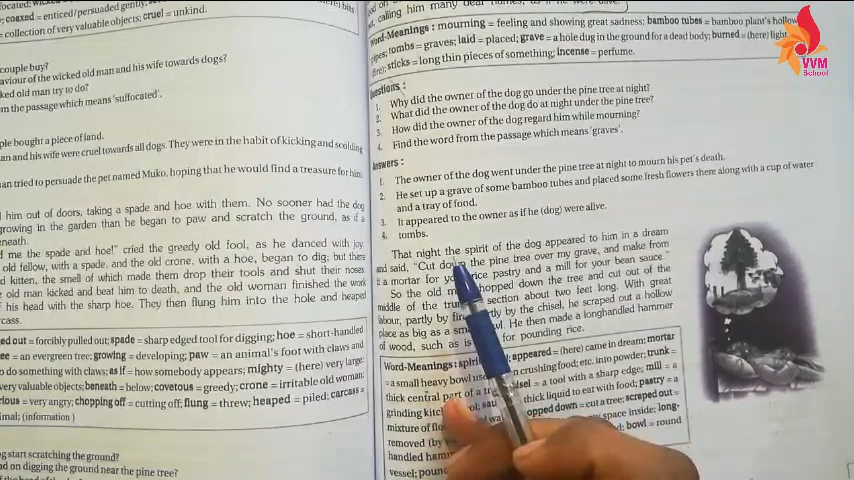 bits
focated; wicked
ed; coaxed = enticed/persuaded gently;
= collection of very valuable objects; cruel = unkind.
couple buy?
aviour of the wicked old man and his wife towards dogs?
ked old man try to do?
m the passage which means 'suffocated'.
ple bought a piece of land.
an and his wife were cruel towards all dogs. They were in the habit of kicking and scolding
an tried to persuade the pet named Muko, hoping that he would find a treasure for him.
him out of doors, taking a spade and hoe with them. No sooner had the dog
growing in the garden than he began to paw and scratch the ground, as if a
neath.
d me the spade and hoe!" cried the greedy old fool, as he danced with joy.
old fellow, with a spade, and the old crone, with a hoe, began to dig; but there
d kitten, the smell of which made them drop their tools and shut their noses
old man kicked and beat him to death, and the old woman finished the work
his head with the sharp hoe. They then flung him into the hole and heaped
cass.
ed out = forcibly pulled out; spade = sharp edged tool for digging; hoe = short-handled
ee = an evergreen tree; growing = developing; paw = an animal's foot with claws and
o do something with claws; as if = how somebody appears; mighty = (here) very large;
very valuable objects; beneath = below; covetous = greedy; crone = irritable old woman;
rious = very angry; chopping off = cutting off; flung = threw; heaped = piled; carcass =
imal; (information)
og start scratching the ground?
d on digging the ground near the pine tree?
calling him many dear names, as if he were alive.
Word-Meanings : mourning = feeling and showing great sadness; bamboo tubes = bamboo plant's hollow
pipes; tombs = graves; laid = placed; grave = a hole dug in the ground for a dead body; burned = (here) light
fire); sticks = long thin pieces of something; incense = perfume.
VVM
School
Questions :
1. Why did the owner of the dog go under the pine tree at night?
2. What did the owner of the dog do at night under the pine tree?
3. How did the owner of the dog regard him while mourning?
4. Find the word from the passage which means 'graves'.
Answers :
1. The owner of the dog went under the pine tree at night to mourn his pet's death.
2. He set up a grave of some bamboo tubes and placed some fresh flowers there along with a cup of water
and a tray of food.
3. It appeared to the owner as if he (dog) were alive.
4. tombs.
That night the spirit of the dog appeared to him in a dream
and said, "Cut down the pine tree over my grave, and make from
it a mortar for your rice pastry and a mill for your bean sauce."
So the old man chopped down the tree and cut out of the
middle of the trunk section about two feet long. With great
labour, partly by fire, partly by the chisel, he scraped out a hollow
place as big as a small bowl. He then made a longhandled hammer
of wood, such as is for pounding rice.
Word-Meanings : spirit appeared = (here) came in dream; mortar
= a small heavy bowl used crushing food; etc. into powder; trunk =
thick central part of a tree; chisel = a tool with a sharp edge; mill = a
grinding kitchen tool; sauce thick liquid to eat with food; pastry = a
mixture of flour wa chopped down = cut a tree; scraped out =
removed (by space inside; long-
handled hamm d; bowl = round
vessel; pound